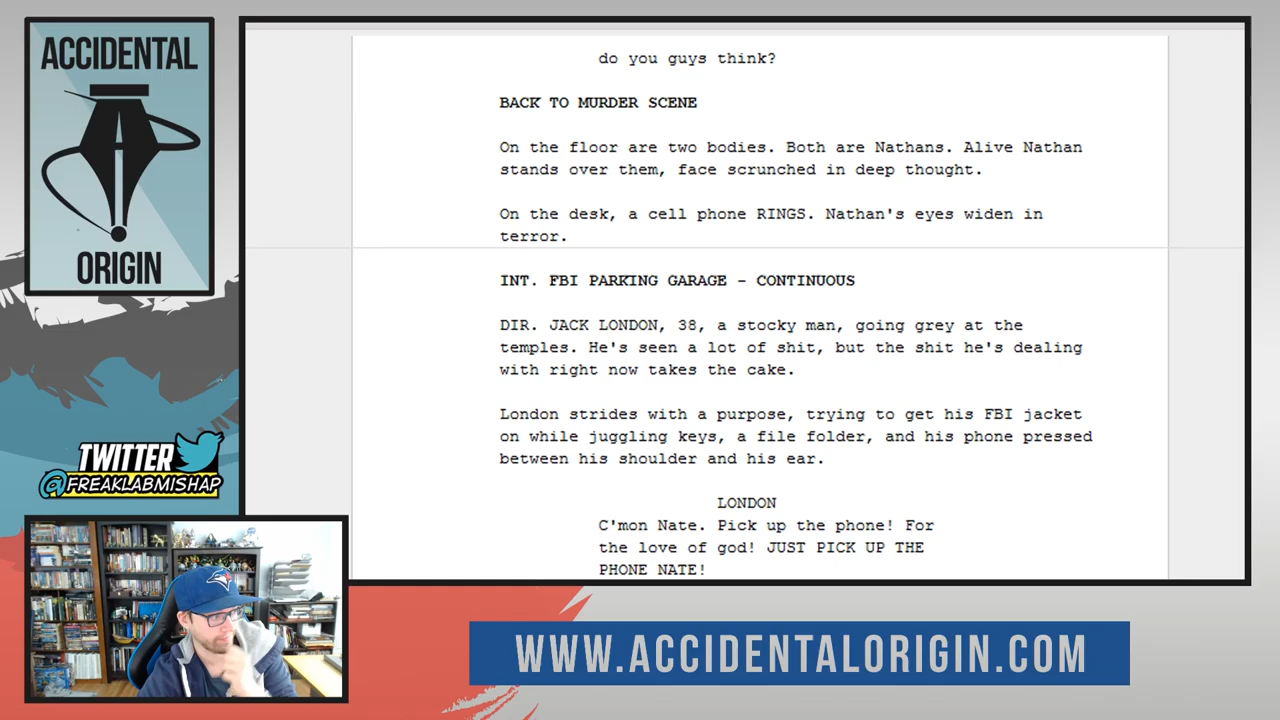 ACCIDENTAL
ORIGIN
do you guys think?
BACK TO MURDER SCENE
On the floor are two bodies. Both are Nathans. Alive Nathan
stands over them, face scrunched in deep thought.
On the desk, a cell phone RINGS. Nathan's eyes widen in
terror.
INT. FBI PARKING GARAGE - CONTINUOUS
DIR. JACK LONDON, 38, a stocky man, going grey at the
temples. He's seen a lot of shit, but the shit he's dealing
with right now takes the cake.
London strides with a purpose, trying to get his FBI jacket
on while juggling keys, a file folder, and his phone pressed
between his shoulder and his ear.
LONDON
C'mon Nate. Pick up the phone! For
the love of god! JUST PICK UP THE
PHONE NATE!
TWITTER
@FREAKLABMISHAP
WWW.ACCIDENTALORIGIN.COM